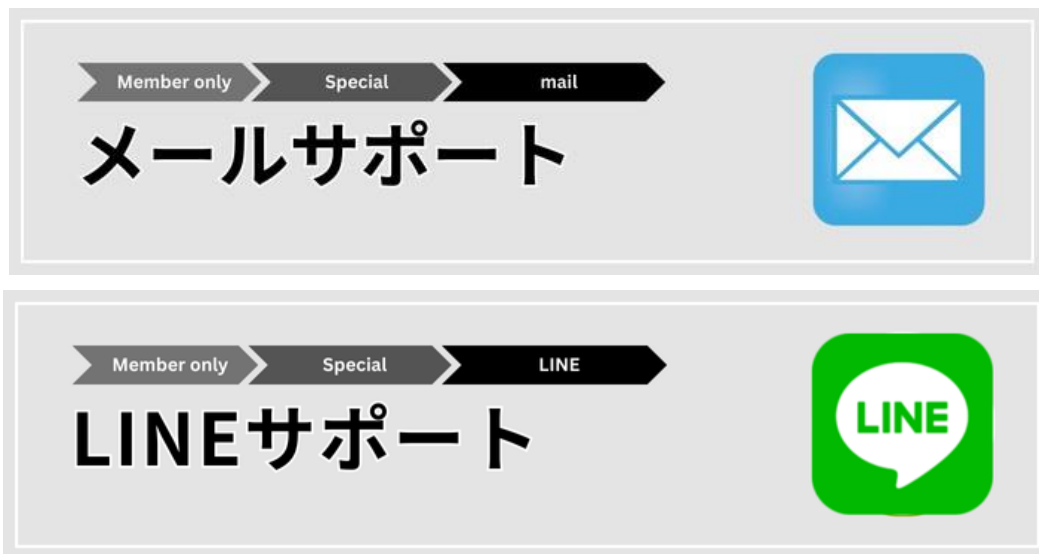 Member only Special mail
メールサポート
Member only Special LINE
LINEサポート
LINE